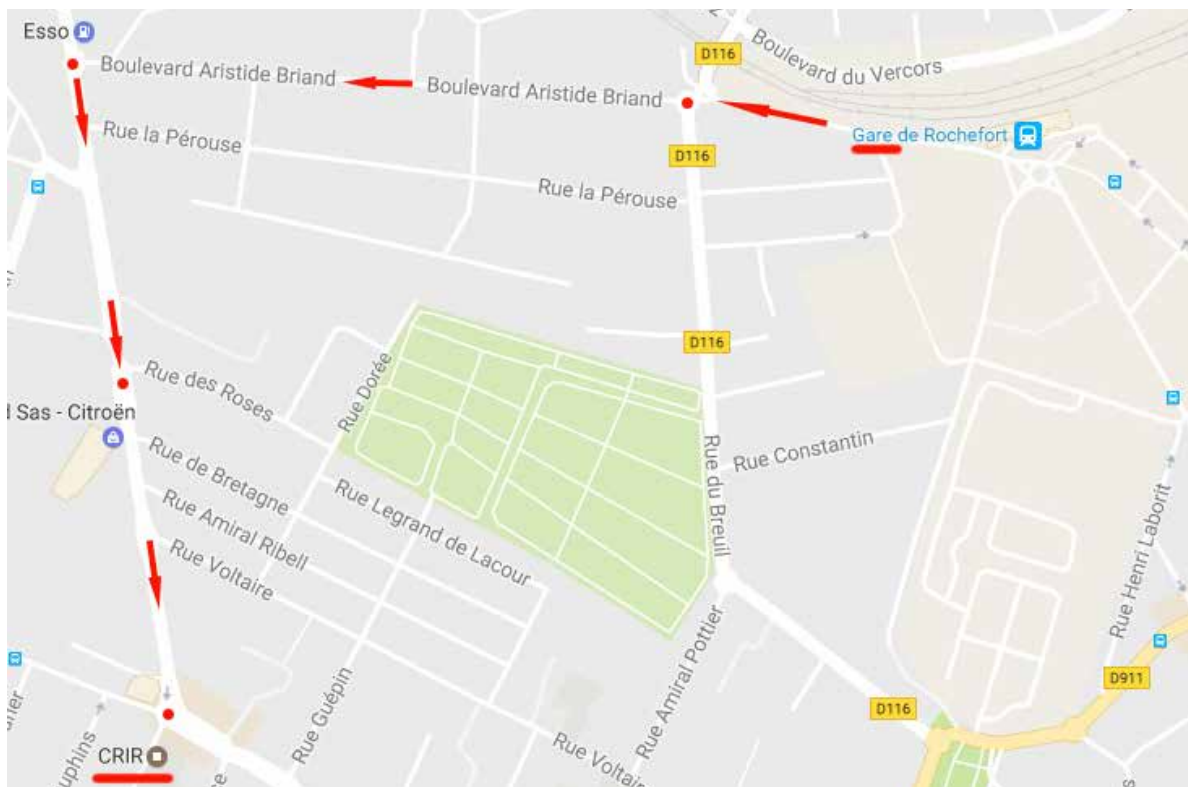 Esso
D116
Boulevard du Vercors
Boulevard Aristide Briand
Boulevard Aristide Briand
Gare de Rochefort
Rue la Pérouse
D116
Rue la Pérouse
D116
Rue Dorée
Rue des Roses
Sas - Citroën
Rue de Bretagne
Rue du Breuil
Rue Constantin
Rue Legrand de Lacour
Rue Amiral Ribell
Rue Voltaire
Rue Henri Laborit
Rue Amiral Pottier
Rue Guépin
D911
D116
CRIR
Rue Voltaire